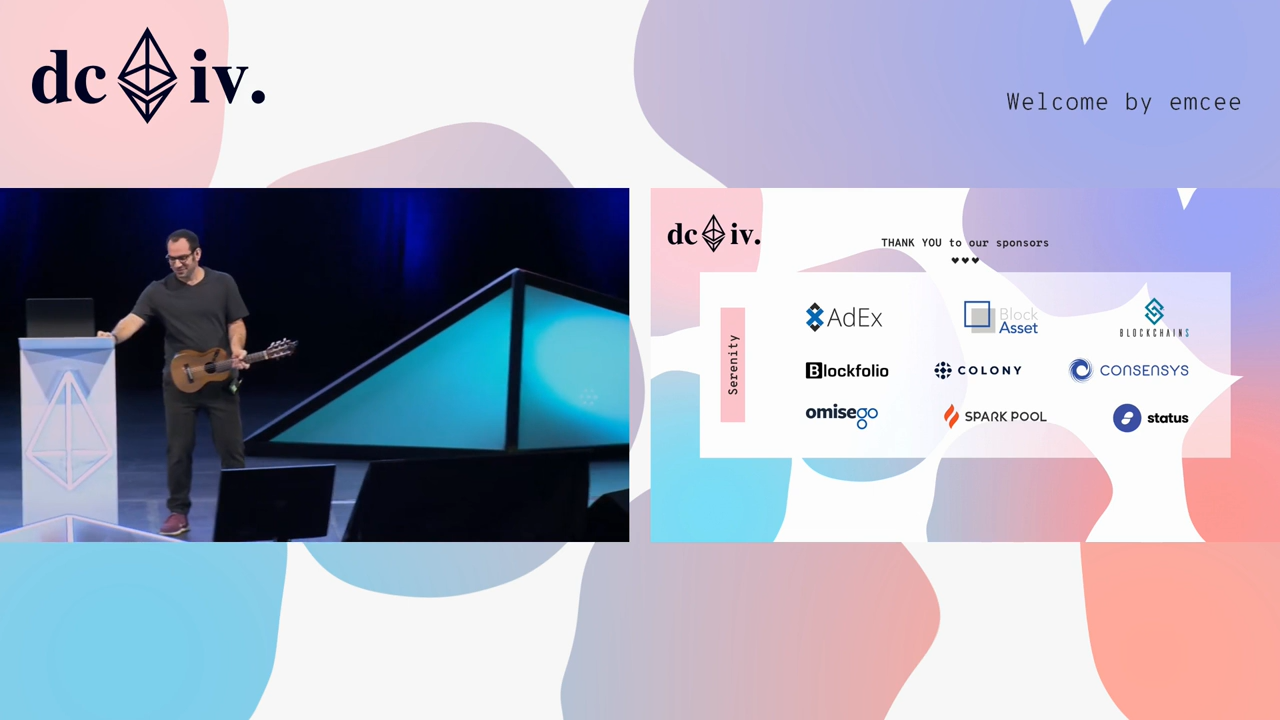 dc iv.
Welcome by emcee
dc iv.
THANK YOU to our sponsors
Serenity
AdEx
Block Asset
BLOCKCHAINS
Blockfolio
COLONY
CONSENSYS
omisego
SPARK POOL
status